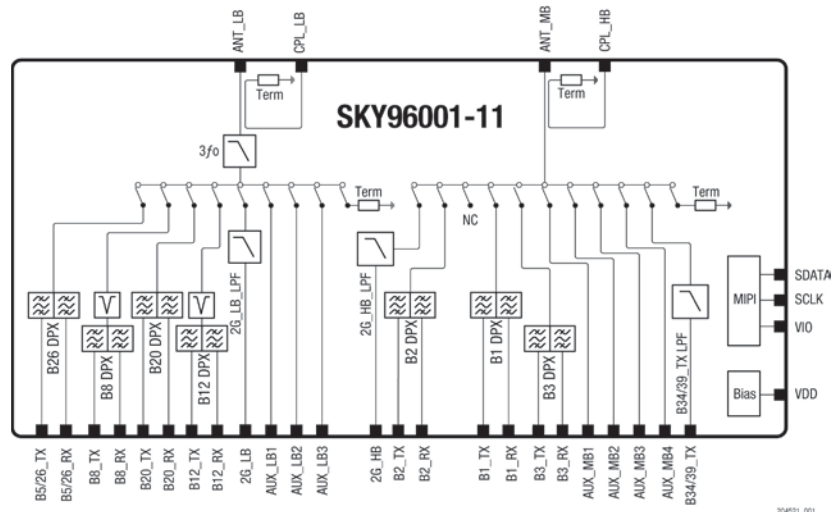 ANT_LB
CPL_LB
ANT_MB
CPL_HB
Term
Term
SKY96001-11
3fo
Term
Term
NC
2G_LB_LPF
2G_HB_LPF
MIPI
SDATA
SCLK
VIO
B26 DPX
B8 DPX
B20 DPX
B12 DPX
B2 DPX
B1 DPX
B3 DPX
B34/39_TX LPF
Bias
VDD
B5/26_TX
B5/26_RX
B8_TX
B8_RX
B20_TX
B20_RX
B12_TX
B12_RX
2G_LB
AUX_LB1
AUX_LB2
AUX_LB3
2G_HB
B2_TX
B2_RX
B1_TX
B1_RX
B3_TX
B3_RX
AUX_MB1
AUX_MB2
AUX_MB3
AUX_MB4
B34/39_TX
204521_001